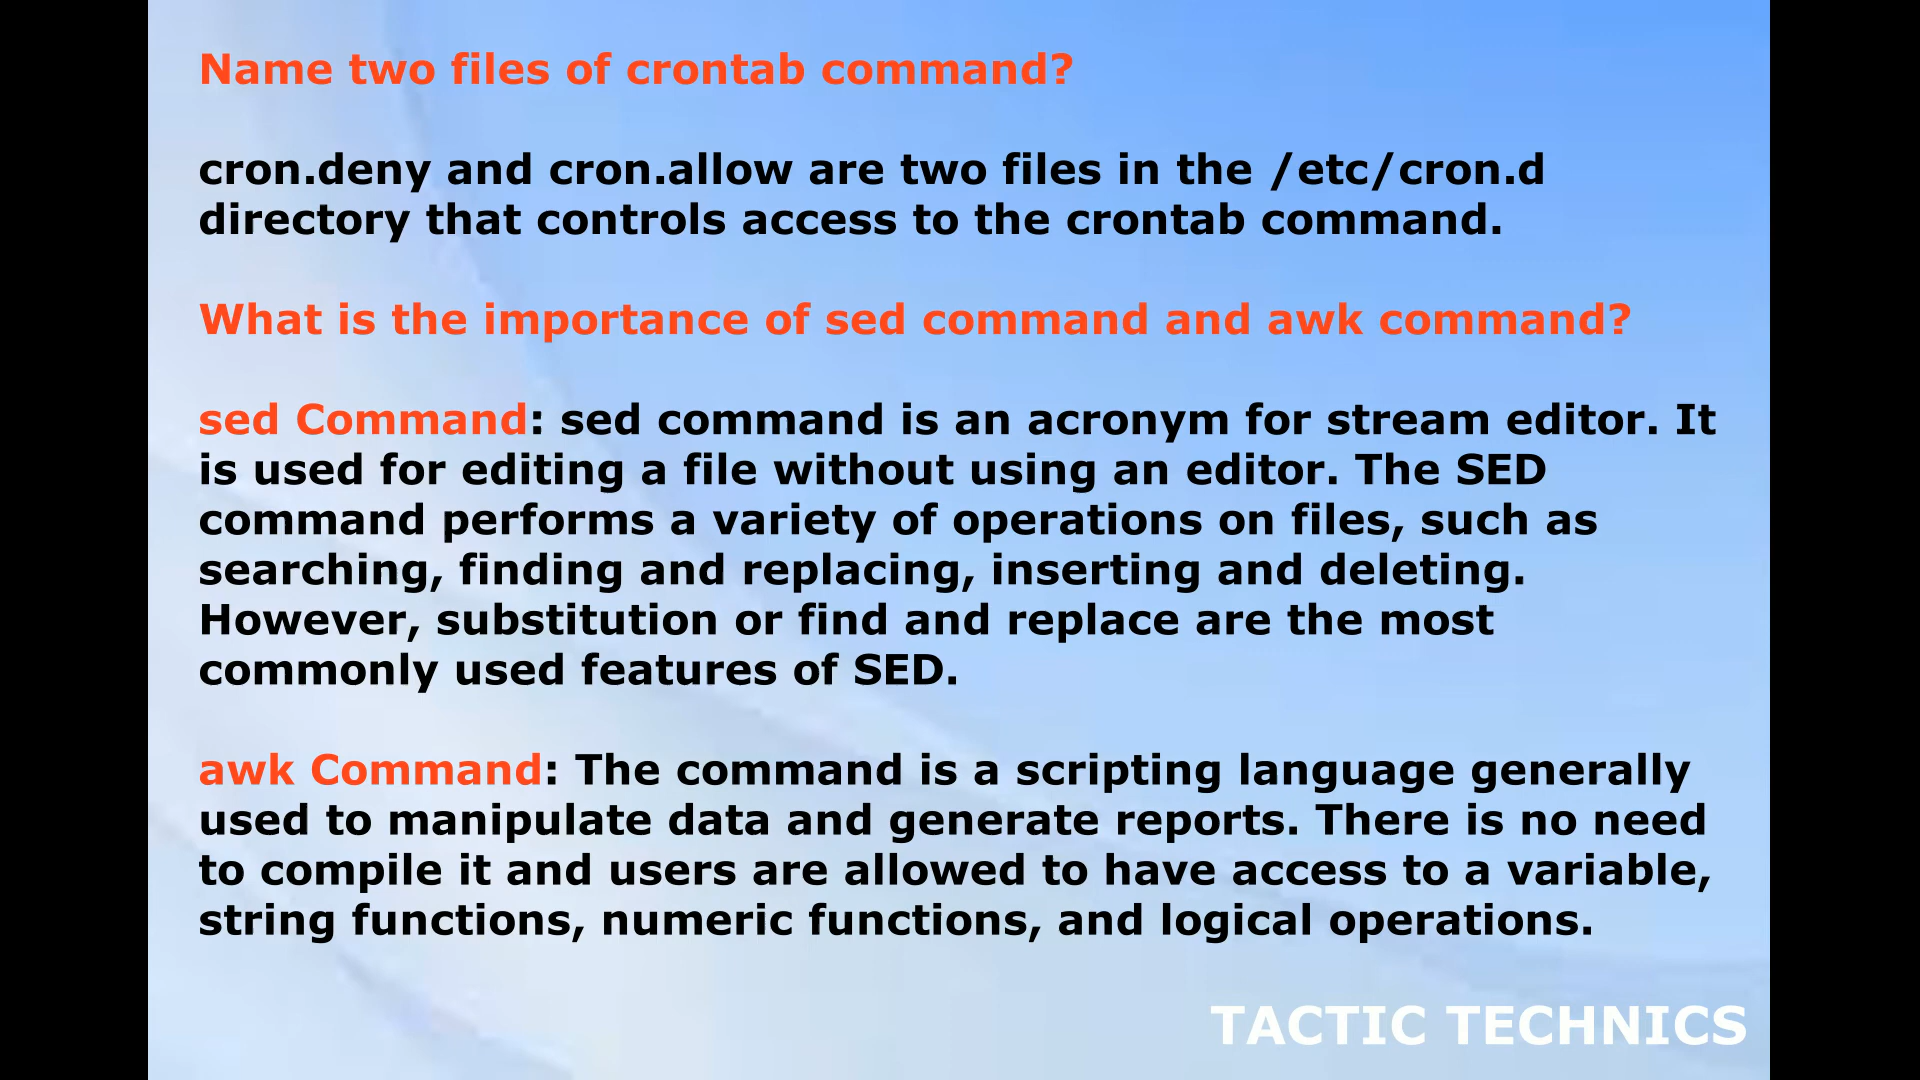 Name two files of crontab command?
cron.deny and cron.allow are two files in the /etc/cron.d
directory that controls access to the crontab command.
What is the importance of sed command and awk command?
sed Command: sed command is an acronym for stream editor. It
is used for editing a file without using an editor. The SED
command performs a variety of operations on files, such as
searching, finding and replacing, inserting and deleting.
However, substitution or find and replace are the most
commonly used features of SED.
awk Command: The command is a scripting language generally
used to manipulate data and generate reports. There is no need
to compile it and users are allowed to have access to a variable,
string functions, numeric functions, and logical operations.
TACTIC TECHNICS